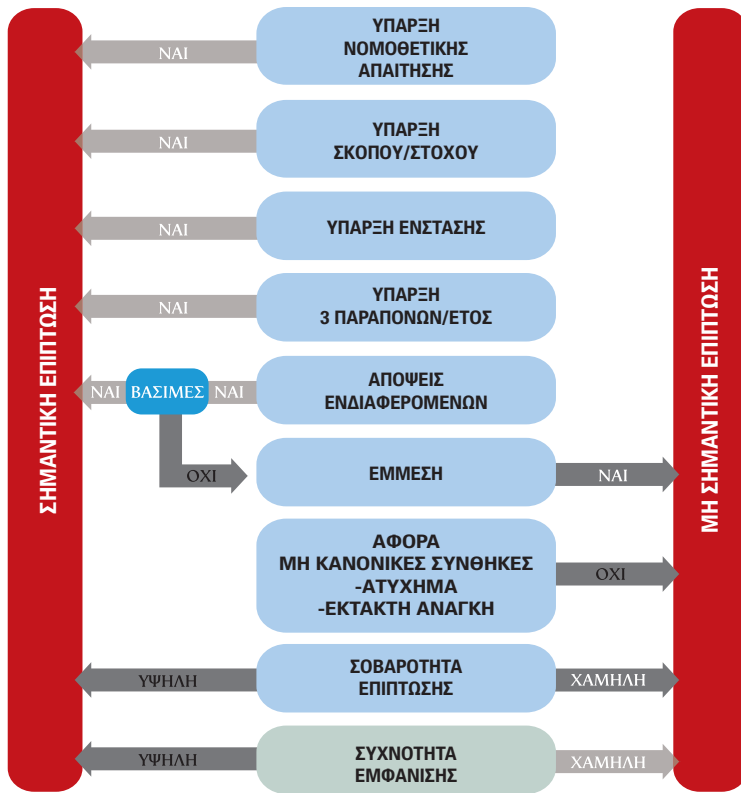 ΥΠΑΡΞΗ
ΝΟΜΟΘΕΤΙΚΗΣ
ΑΠΑΙΤΗΣΗΣ
ΝΑΙ
ΥΠΑΡΞΗ
ΣΚΟΠΟΥ/ΣΤΟΧΟΥ
ΝΑΙ
ΥΠΑΡΞΗ ΕΝΣΤΑΣΗΣ
ΝΑΙ
ΥΠΑΡΞΗ
3 ΠΑΡΑΠΟΝΩΝ/ΕΤΟΣ
ΝΑΙ
ΑΠΟΨΕΙΣ
ΕΝΔΙΑΦΕΡΟΜΕΝΩΝ
ΝΑΙ ΒΑΣΙΜΕΣ ΝΑΙ
ΟΧΙ
ΕΜΜΕΣΗ
ΝΑΙ
ΑΦΟΡΑ
ΜΗ ΚΑΝΟΝΙΚΕΣ ΣΥΝΘΗΚΕΣ
-ΑΤΥΧΗΜΑ
-ΕΚΤΑΚΤΗ ΑΝΑΓΚΗ
ΟΧΙ
ΥΨΗΛΗ
ΣΟΒΑΡΟΤΗΤΑ
ΕΠΙΠΤΩΣΗΣ
ΧΑΜΗΛΗ
ΥΨΗΛΗ
ΣΥΧΝΟΤΗΤΑ
ΕΜΦΑΝΙΣΗΣ
ΧΑΜΗΛΗ
ΣΗΜΑΝΤΙΚΗ ΕΠΙΠΤΩΣΗ
ΜΗ ΣΗΜΑΝΤΙΚΗ ΕΠΙΠΤΩΣΗ